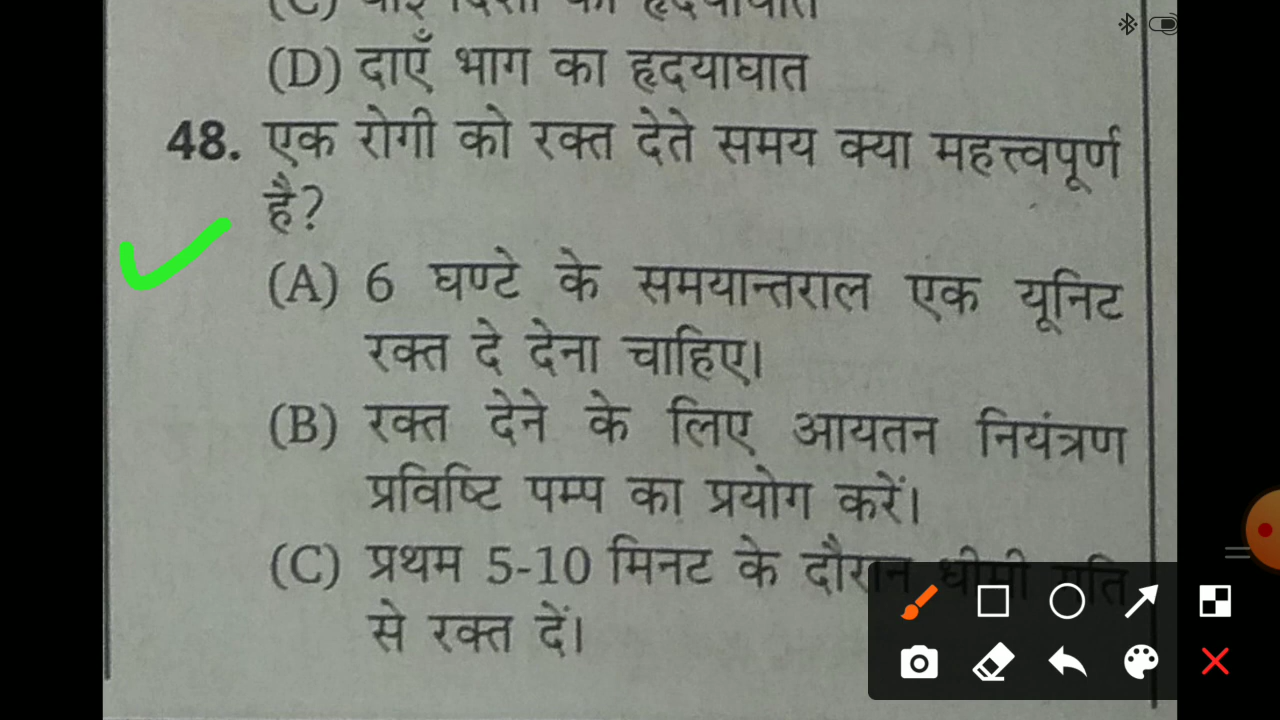 (D) दाएँ भाग का हृदयाघात
48. एक रोगी को रक्त देते समय क्या महत्त्वपूर्ण
है?
(A) 6 घण्टे के समयान्तराल एक यूनिट
रक्त दे देना चाहिए।
(B) रक्त देने के लिए आयतन नियंत्रण
प्रविष्टि पम्प का प्रयोग करें।
(C) प्रथम 5-10 मिनट के दौरान धीमी गति
से रक्त दें।